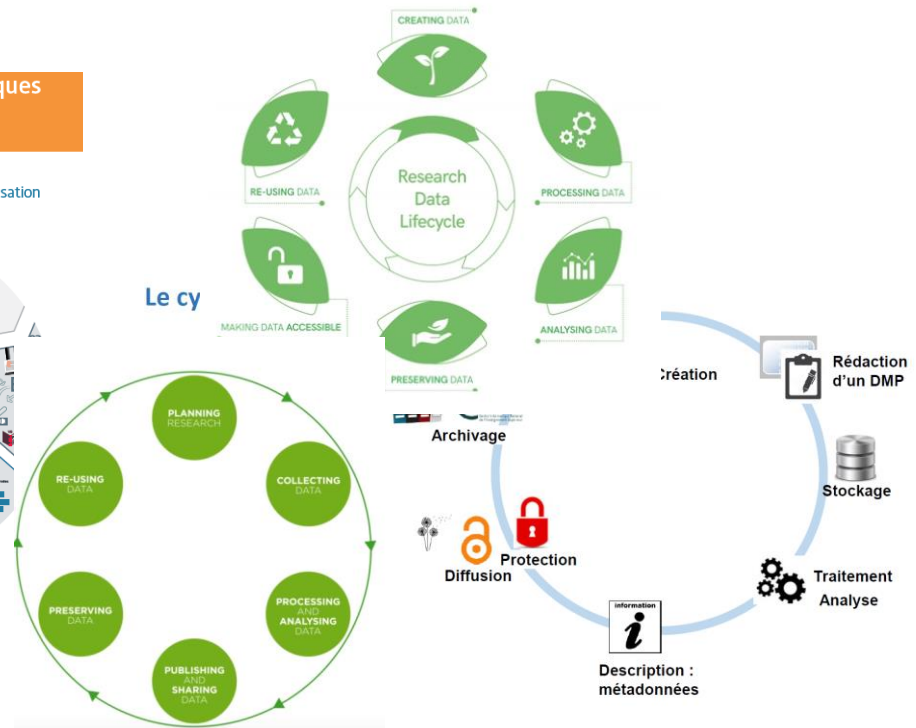 ques
sation
CREATING DATA
RE-USING DATA
PROCESSING DATA
Research
Data
Lifecycle
MAKING DATA ACCESSIBLE
ANALYSING DATA
PRESERVING DATA
Le cy
PLANNING
RESEARCH
RE-USING
DATA
COLLECTING
DATA
PRESERVING
DATA
PROCESSING
AND
ANALYSING
DATA
PUBLISHING
AND
SHARING
DATA
Création
Rédaction
d'un DMP
Stockage
Traitement
Analyse
information
i
Description :
métadonnées
Protection
Diffusion
Archivage